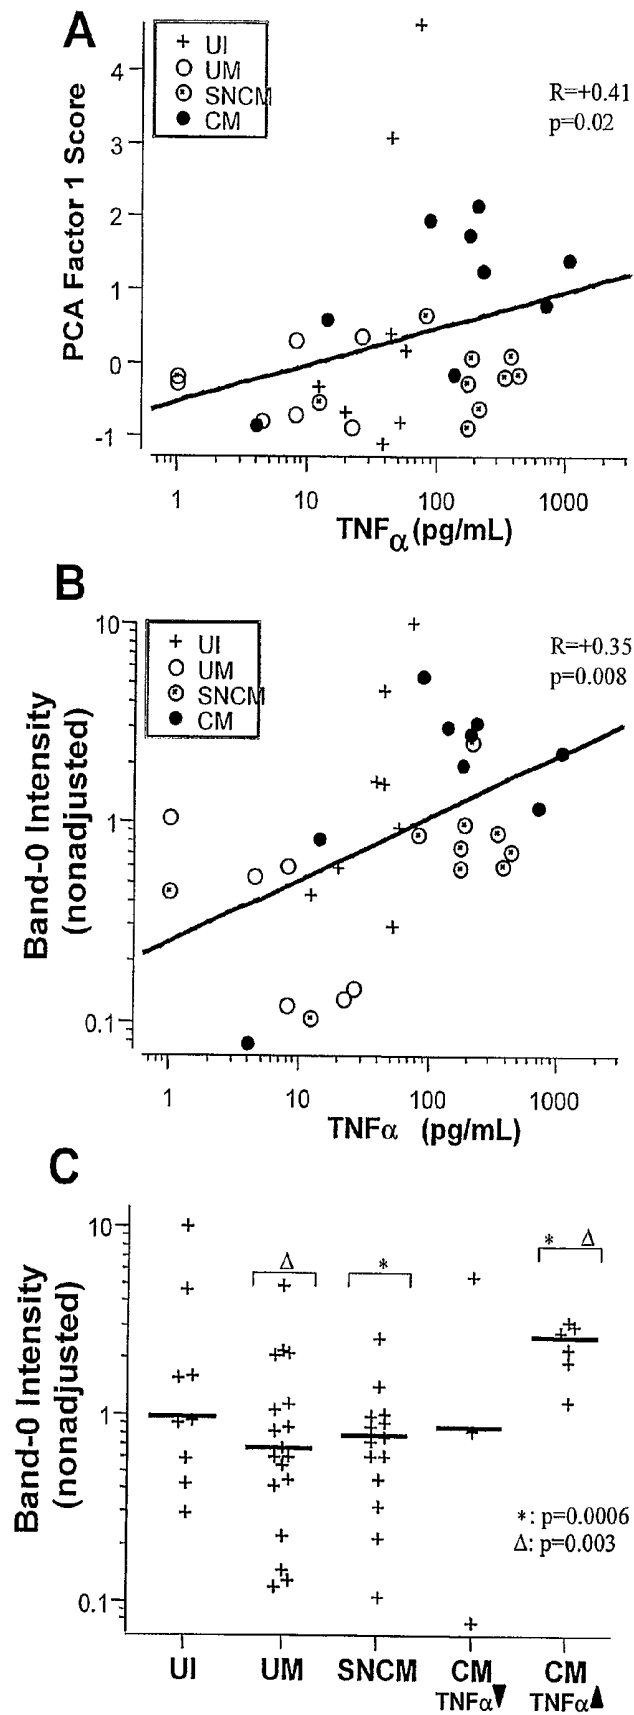 A
+ UI
UM
SNCM
CM
R=+0.41
p=0.02
PCA Factor 1 Score
4
3
2
1
0
-1
1 10 100 1000
TNFα (pg/mL)
B
+ UI
UM
SNCM
CM
R=+0.35
p=0.008
Band-0 Intensity
(nonadjusted)
10
1
0.1
1 10 100 1000
TNFα (pg/mL)
C
Band-0 Intensity
(nonadjusted)
10
1
0.1
Δ
*
* Δ
*: p=0.0006
Δ: p=0.003
UI UM SNCM CM CM
TNFα▼ TNFα▲